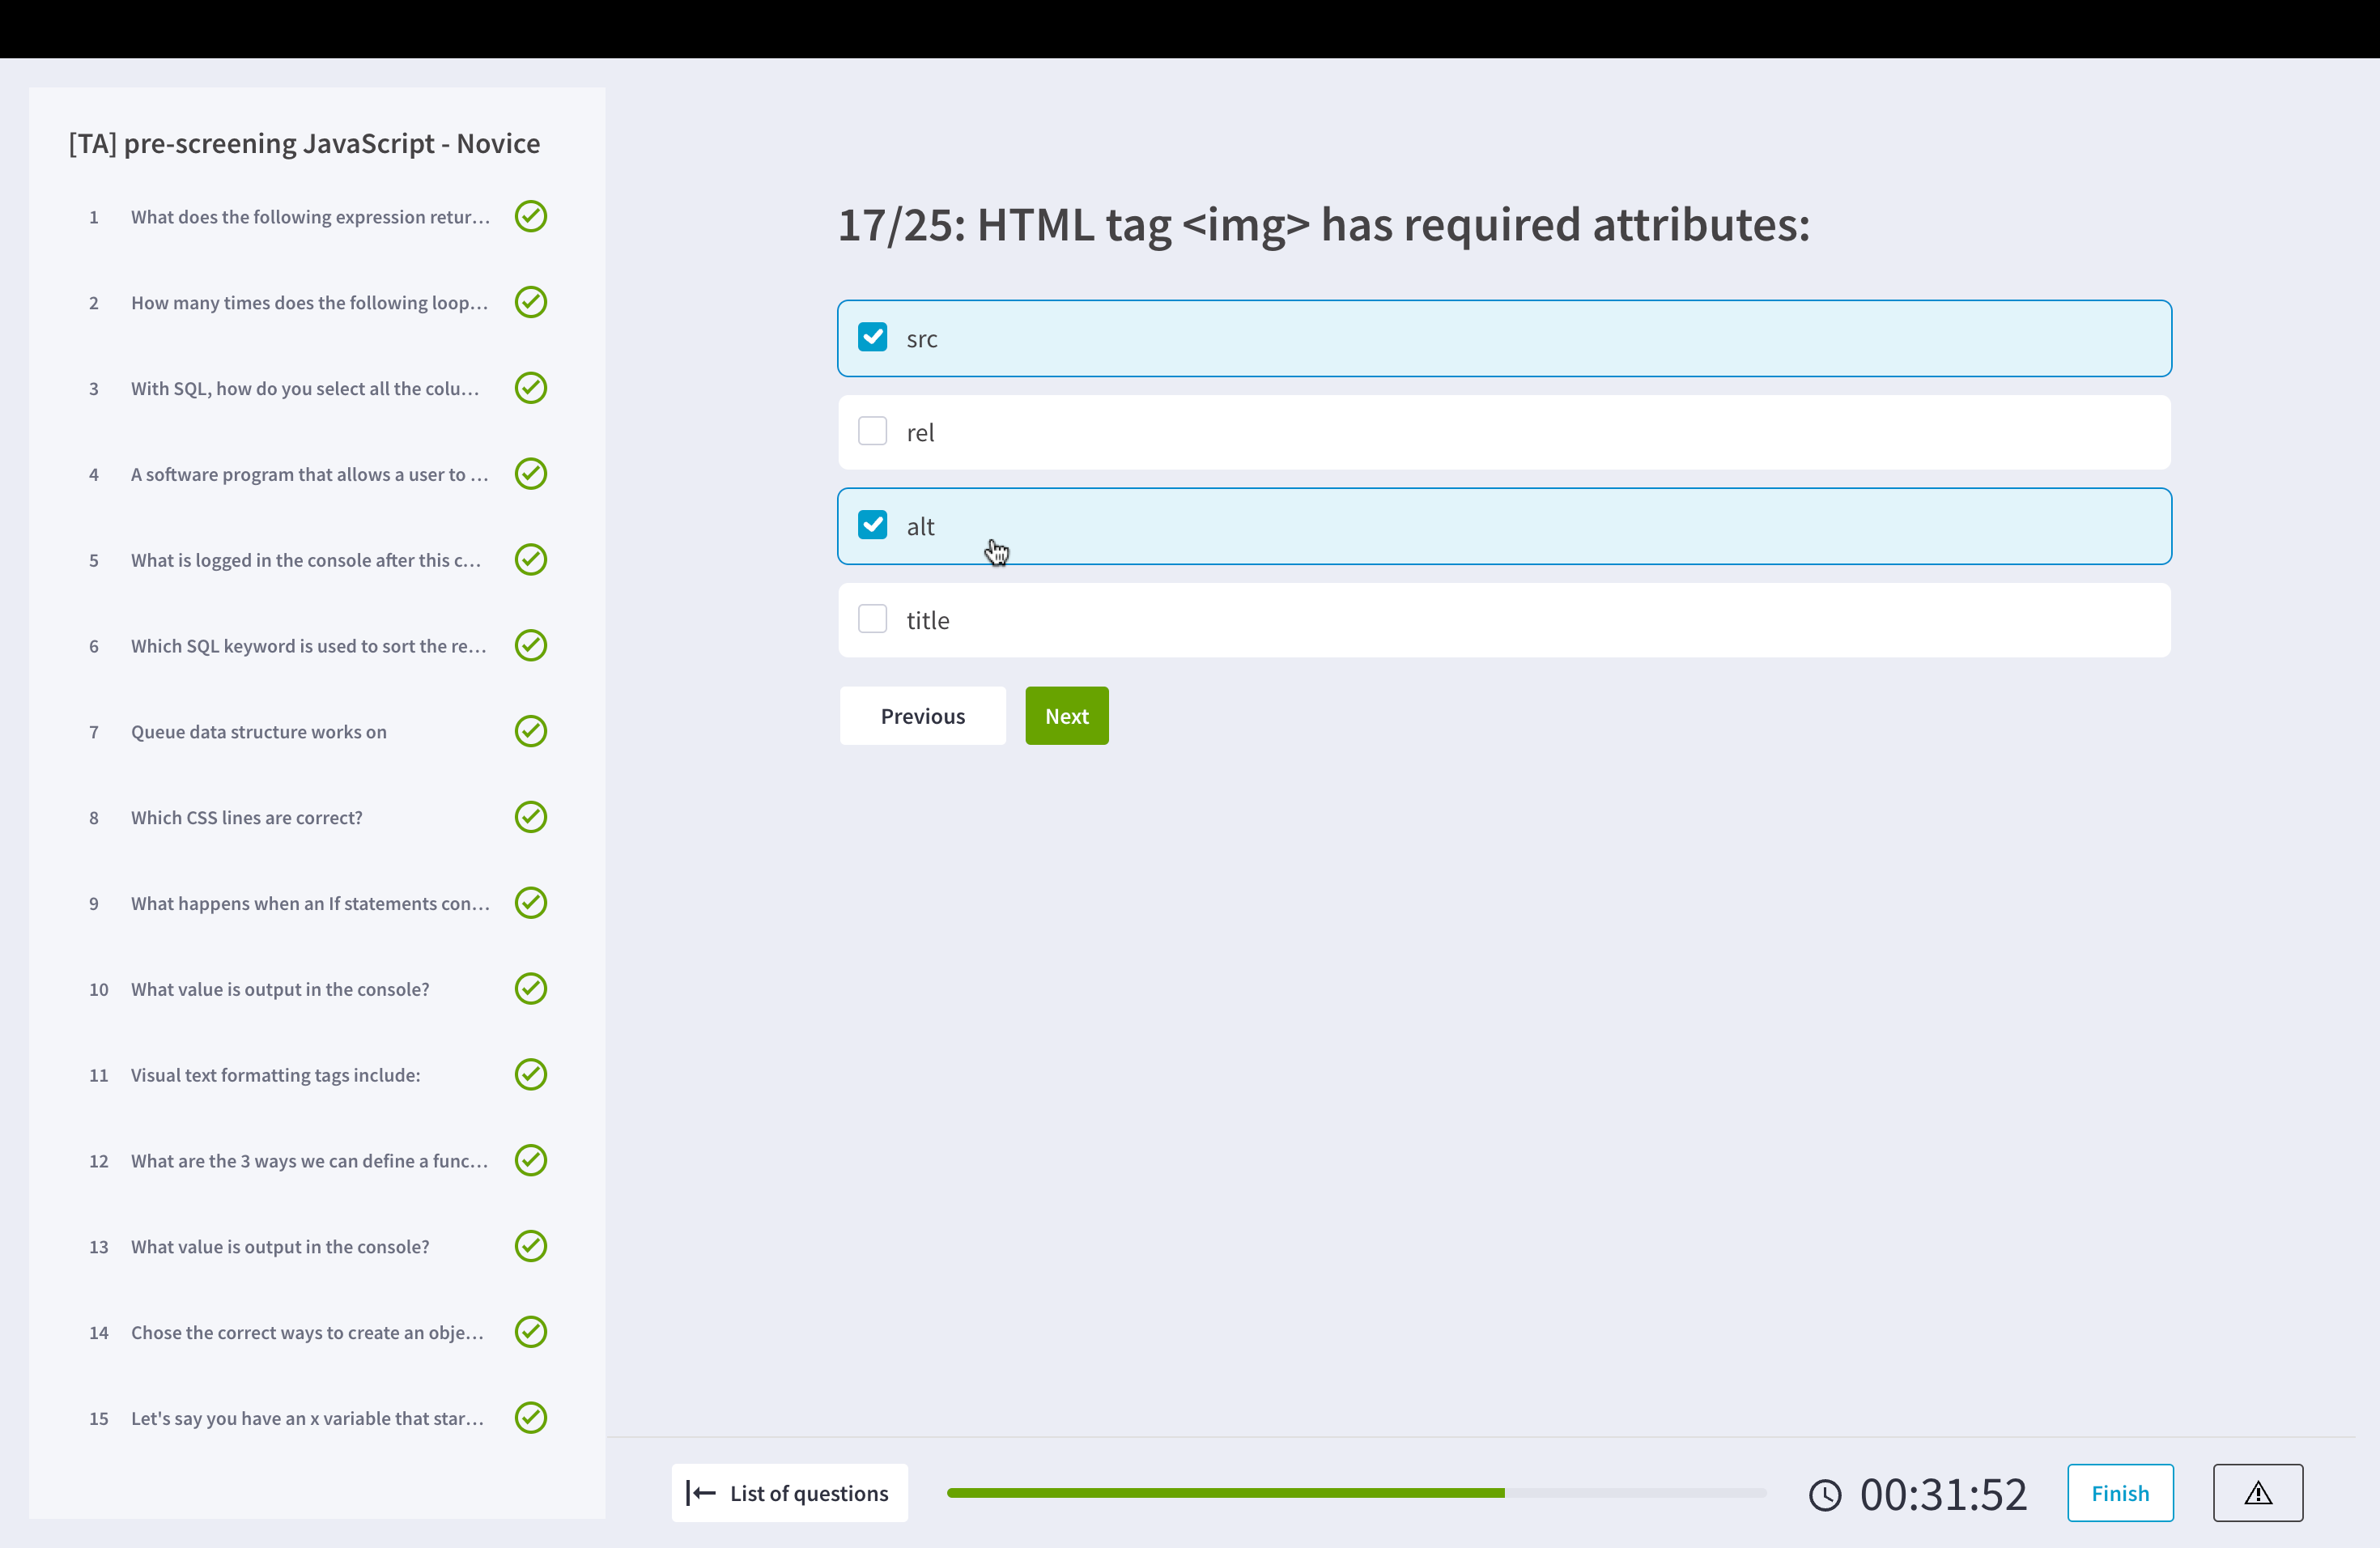 [TA] pre-screening JavaScript - Novice
1 What does the following expression retur...
2 How many times does the following loop...
3 With SQL, how do you select all the colu...
4 A software program that allows a user to ...
5 What is logged in the console after this c...
6 Which SQL keyword is used to sort the re...
7 Queue data structure works on
8 Which CSS lines are correct?
9 What happens when an If statements con...
10 What value is output in the console?
11 Visual text formatting tags include:
12 What are the 3 ways we can define a func...
13 What value is output in the console?
14 Chose the correct ways to create an obje...
15 Let's say you have an x variable that star...
17/25: HTML tag <img> has required attributes:
src
rel
alt
title
Previous Next
List of questions 00:31:52 Finish